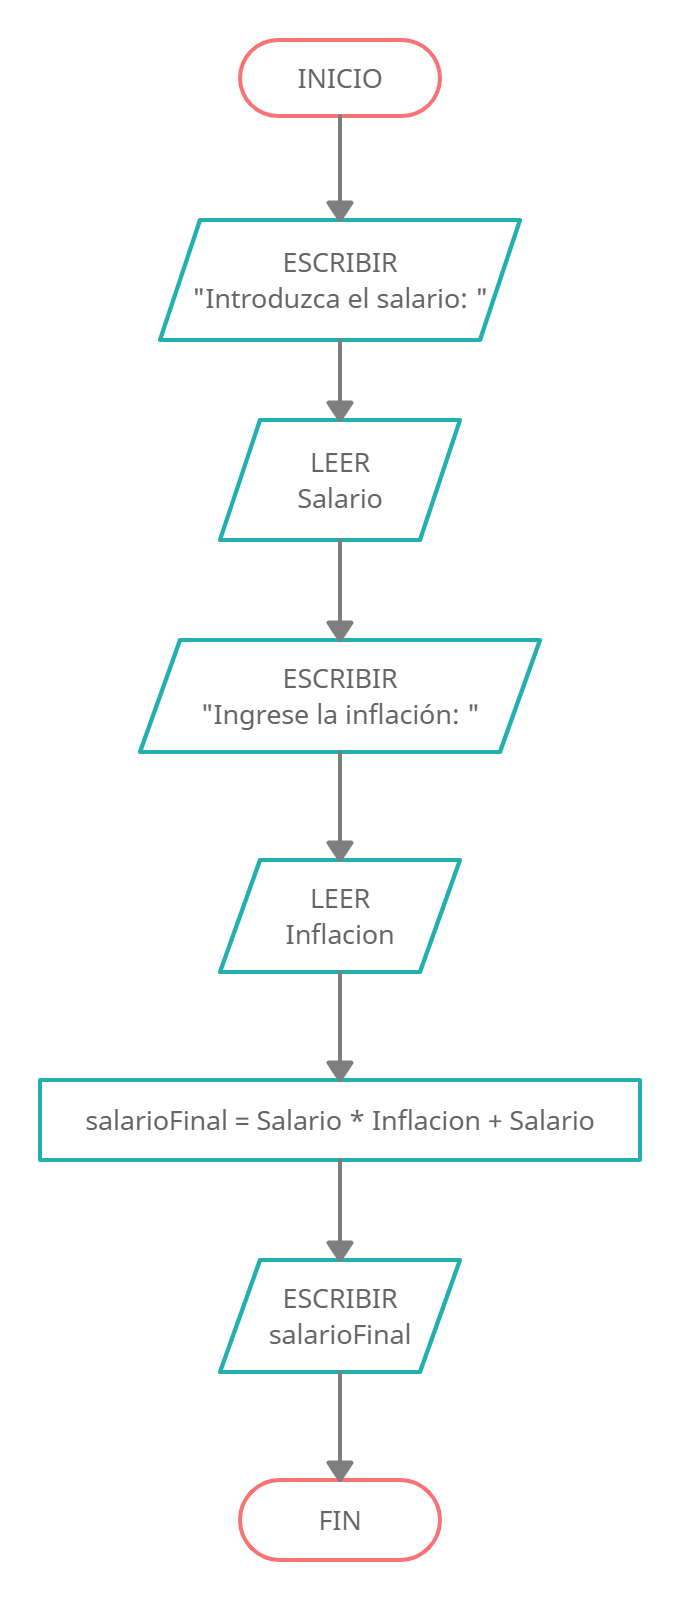 INICIO
ESCRIBIR
"Introduzca el salario: "
LEER
Salario
ESCRIBIR
"Ingrese la inflación: "
LEER
Inflacion
salarioFinal = Salario * Inflacion + Salario
ESCRIBIR
salarioFinal
FIN